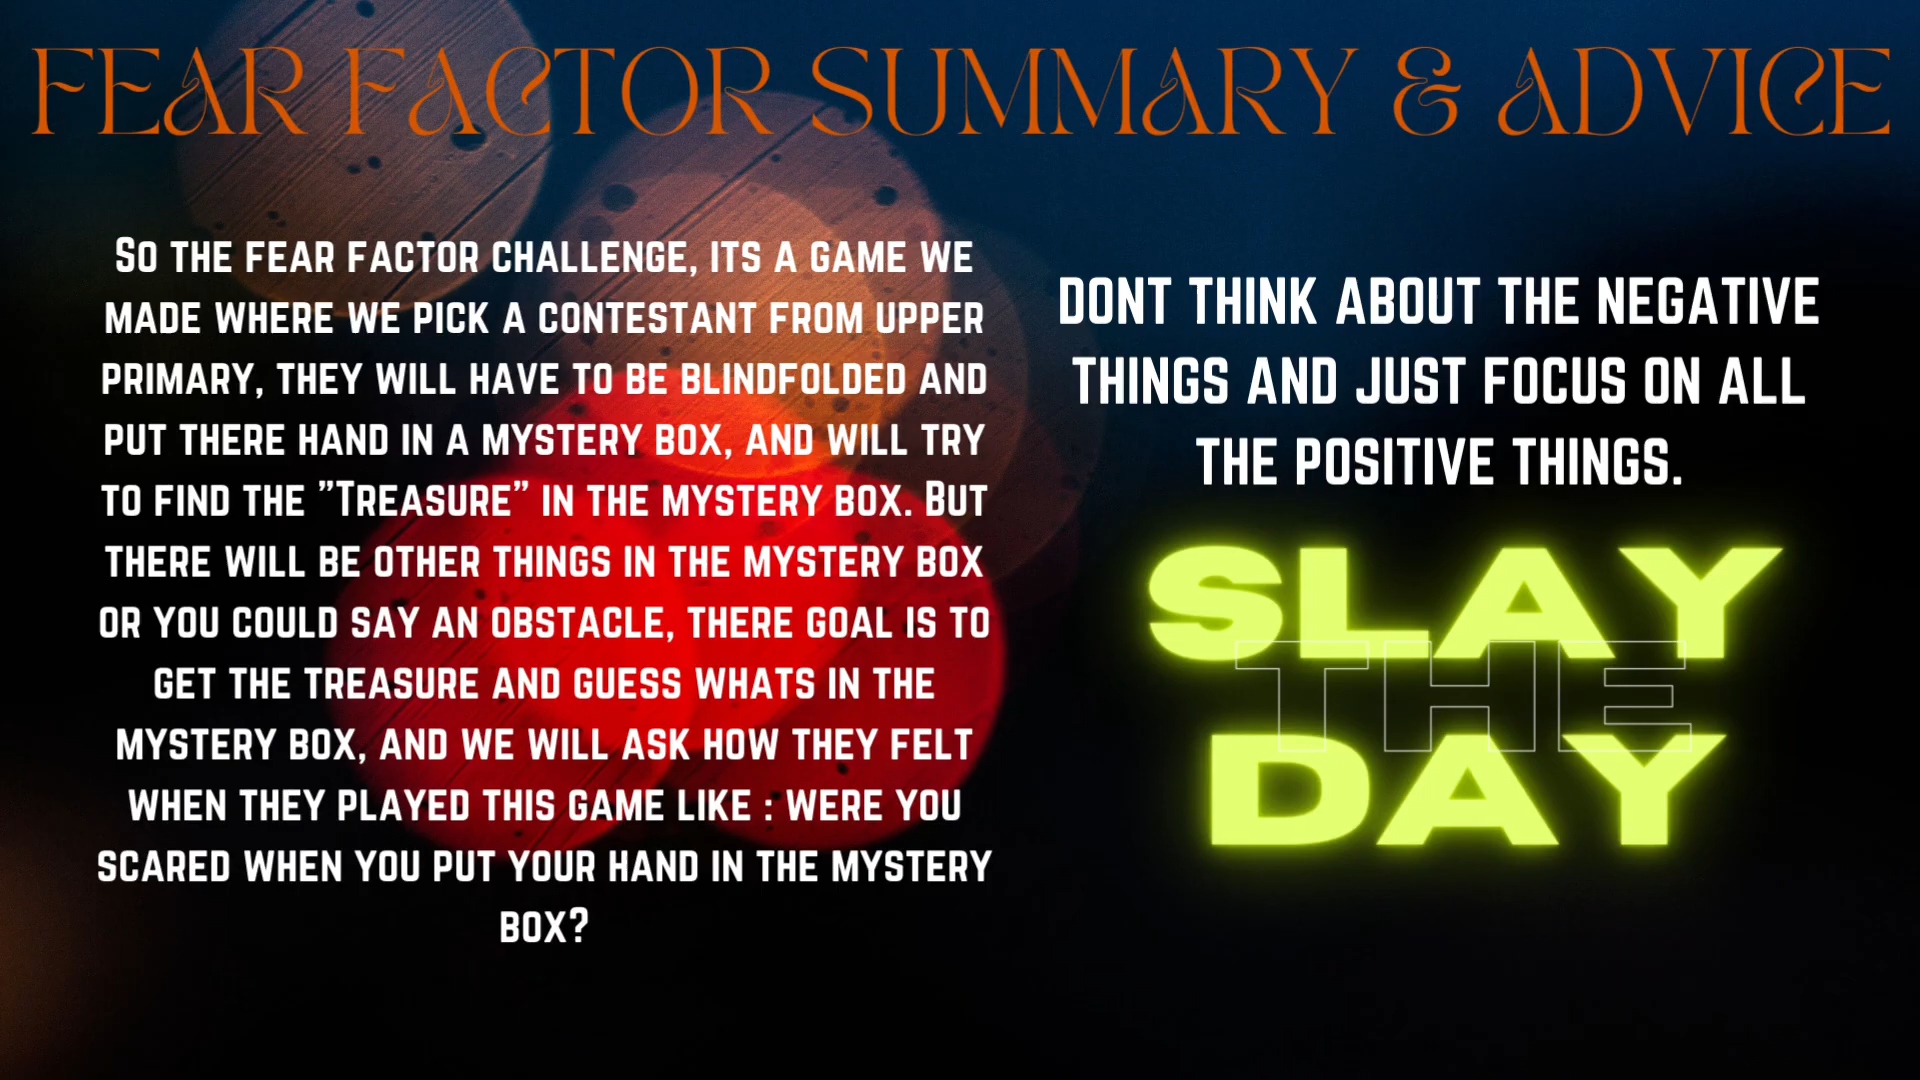 FEAR FACTOR SUMMARY & ADVICE
So the fear factor challenge, its a game we
made where we pick a contestant from upper
primary, they will have to be blindfolded and
put there hand in a mystery box, and will try
to find the "Treasure" in the mystery box. But
there will be other things in the mystery box
or you could say an obstacle, there goal is to
get the treasure and guess whats in the
mystery box, and we will ask how they felt
when they played this game like : were you
scared when you put your hand in the mystery
box?
DONT THINK ABOUT THE NEGATIVE
THINGS AND JUST FOCUS ON ALL
THE POSITIVE THINGS.
SLAY
THE
DAY